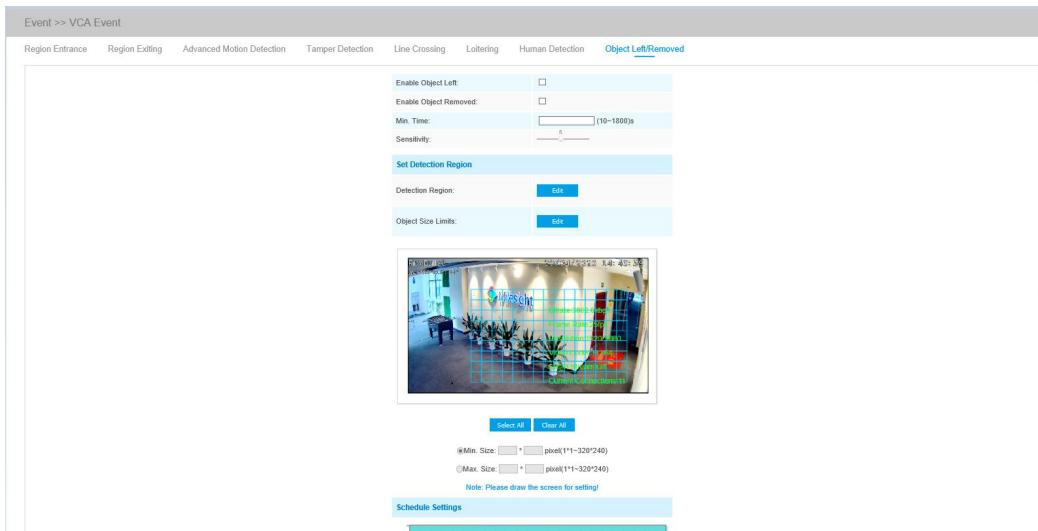 Event >> VCA Event
Region Entrance Region Exiting Advanced Motion Detection Tamper Detection Line Crossing Loitering Human Detection Object Left/Removed
Enable Object Left:
Enable Object Removed:
Min. Time: (10~1800)s
Sensitivity:
Set Detection Region
Detection Region: Edit
Object Size Limits: Edit
Current Connections:11
Select All Clear All
Min. Size: * pixel(1*1~320*240)
Max. Size: * pixel(1*1~320*240)
Note: Please draw the screen for setting!
Schedule Settings